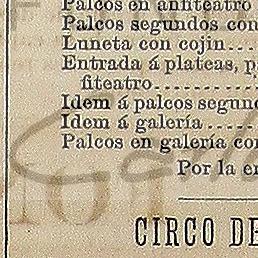 Palcos en anfiteatro
Palcos segundos con
Luneta con cojin....
Entrada á plateas, p
fiteatro..........
Idem á palcos segund
Idem á galería.....
Palcos en galería co
Por la en
CIRCO DE